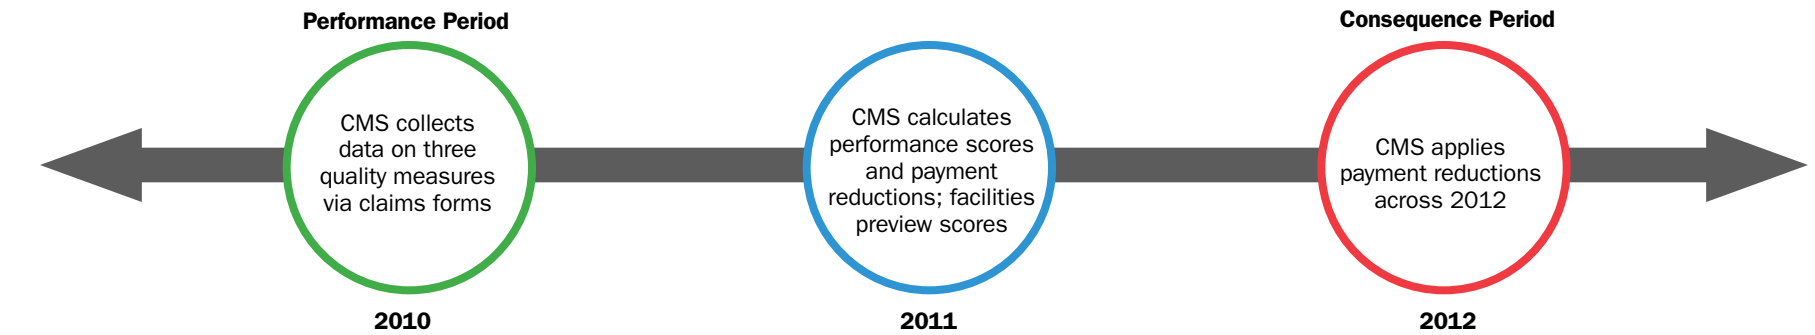 Performance Period
CMS collects
data on three
quality measures
via claims forms
2010
CMS calculates
performance scores
and payment
reductions; facilities
preview scores
2011
Consequence Period
CMS applies
payment reductions
across 2012
2012